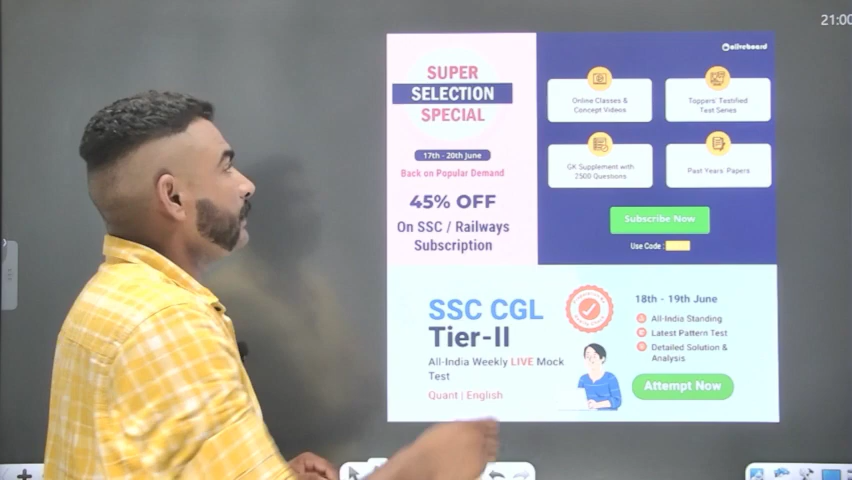 21:00
SUPER
SELECTION
SPECIAL
17th - 20th June
Back on Popular Demand
45% OFF
On SSC / Railways
Subscription
oliveboard
Online Classes &
Concept Videos
Toppers' Testified
Test Series
GK Supplement with
2500 Questions
Past Years' Papers
Subscribe Now
Use Code :
SSC CGL
Tier-II
All-India Weekly LIVE Mock
Test
Quant | English
18th - 19th June
All-India Standing
Latest Pattern Test
Detailed Solution &
Analysis
Attempt Now